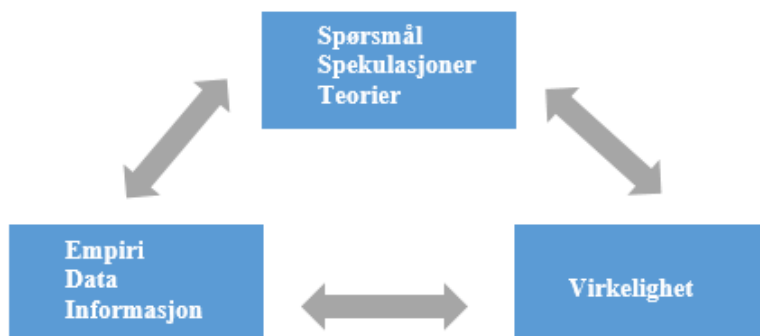 Spørsmål
Spekulasjoner
Teorier
Empiri
Data
Informasjon
Virkelighet